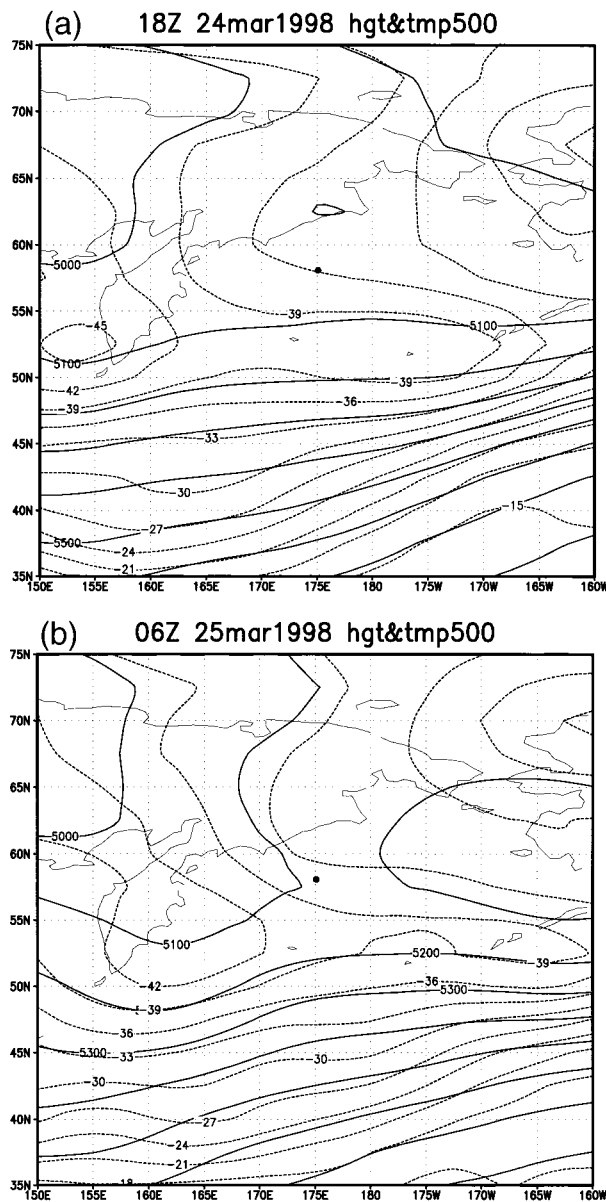 (a) 18Z 24mar1998 hgt&tmp500
75N
70N
65N
60N
5000
55N
-39
5100
-45
5100
50N
-42
-39
-39
-36
45N
-33
-30
40N
-27
-15
5500
-24
-21
35N
150E 155E 160E 165E 170E 175E 180 175W 170W 165W 160W
(b) 06Z 25mar1998 hgt&tmp500
75N
70N
65N
5000
60N
55N
5100
5200
-39
50N
-42
-36
5300
-39
-36
45N
5300
-33
-30
-30
40N
-27
-24
-21
-18
35N
150E 155E 160E 165E 170E 175E 180 175W 170W 165W 160W